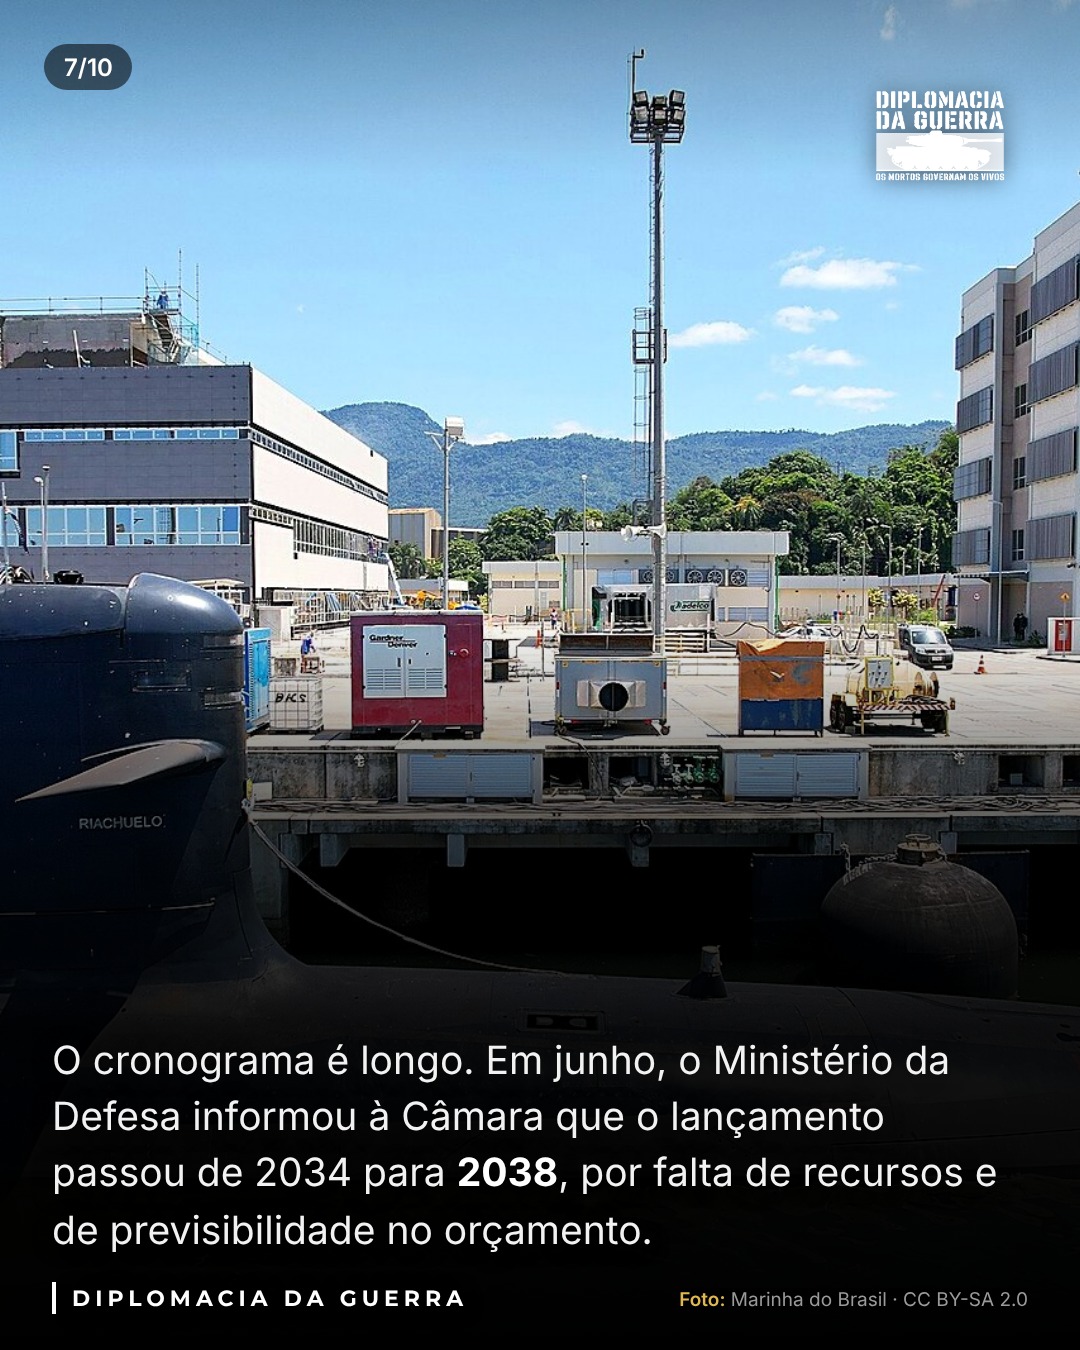 7/10
DIPLOMACIA
DA GUERRA
OS MORTOS GOVERNAM OS VIVOS
Gardner
Denver
adelco
BKS
RIACHUELO
O cronograma é longo. Em junho, o Ministério da
Defesa informou à Câmara que o lançamento
passou de 2034 para 2038, por falta de recursos e
de previsibilidade no orçamento.
DIPLOMACIA DA GUERRA
Foto: Marinha do Brasil · CC BY-SA 2.0